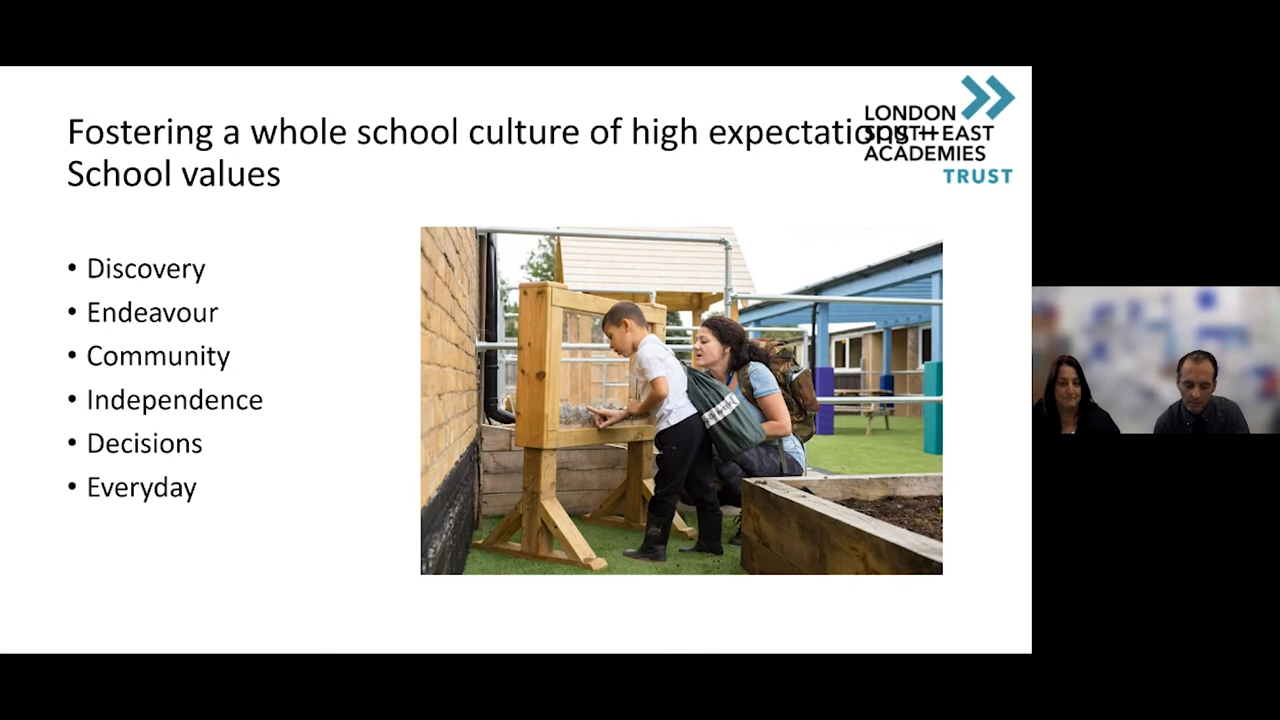 Fostering a whole school culture of high expectations
School values
LONDON
SOUTH EAST
ACADEMIES
TRUST
• Discovery
• Endeavour
• Community
• Independence
• Decisions
• Everyday